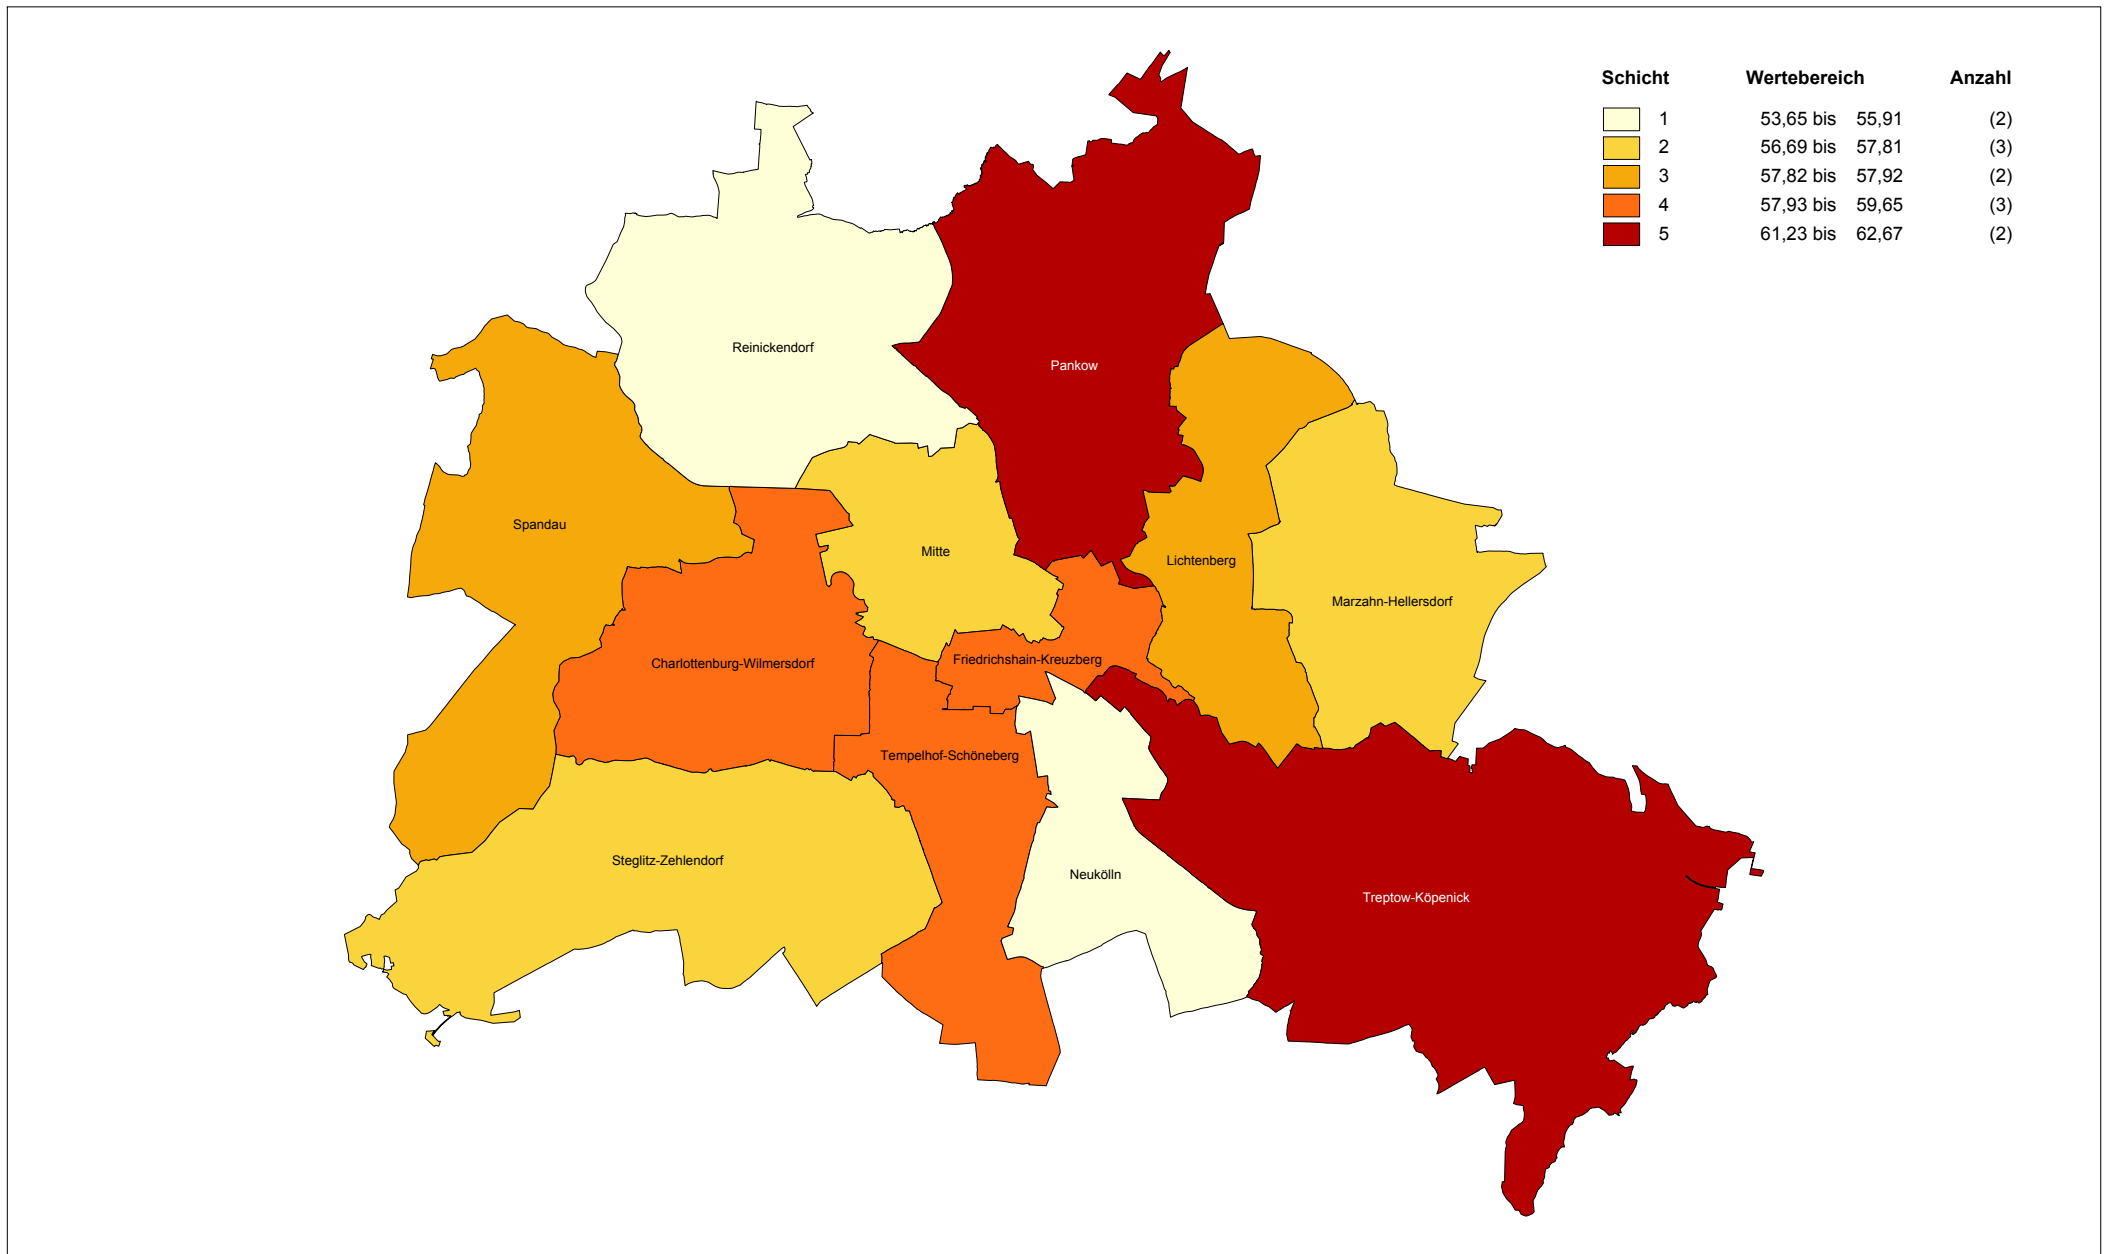 Schicht Wertebereich Anzahl
1 53,65 bis 55,91 (2)
2 56,69 bis 57,81 (3)
3 57,82 bis 57,92 (2)
4 57,93 bis 59,65 (3)
5 61,23 bis 62,67 (2)
Reinickendorf
Pankow
Spandau
Mitte
Lichtenberg
Marzahn-Hellersdorf
Charlottenburg-Wilmersdorf
Friedrichshain-Kreuzberg
Tempelhof-Schöneberg
Steglitz-Zehlendorf
Neukölln
Treptow-Köpenick